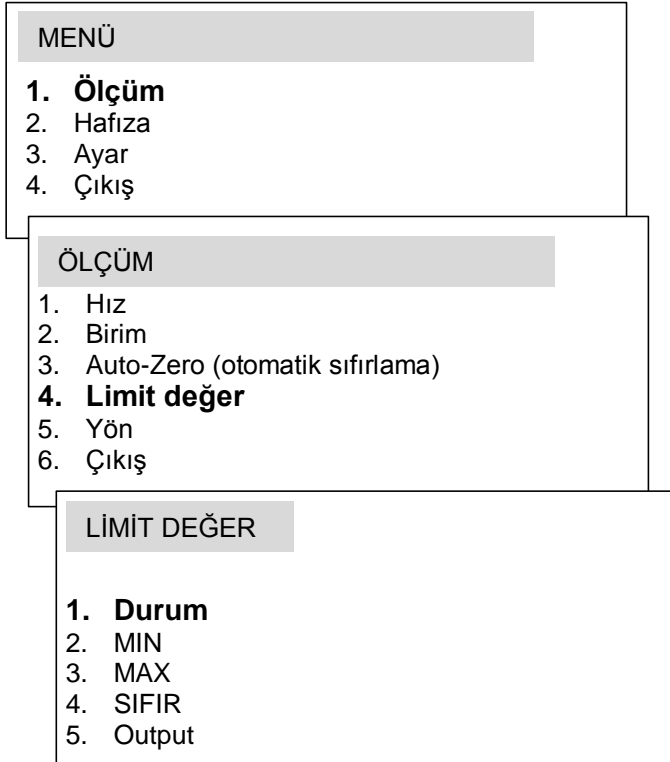 MENÜ
1. Ölçüm
2. Hafıza
3. Ayar
4. Çıkış
ÖLÇÜM
1. Hız
2. Birim
3. Auto-Zero (otomatik sıfırlama)
4. Limit değer
5. Yön
6. Çıkış
LİMİT DEĞER
1. Durum
2. MIN
3. MAX
4. SIFIR
5. Output